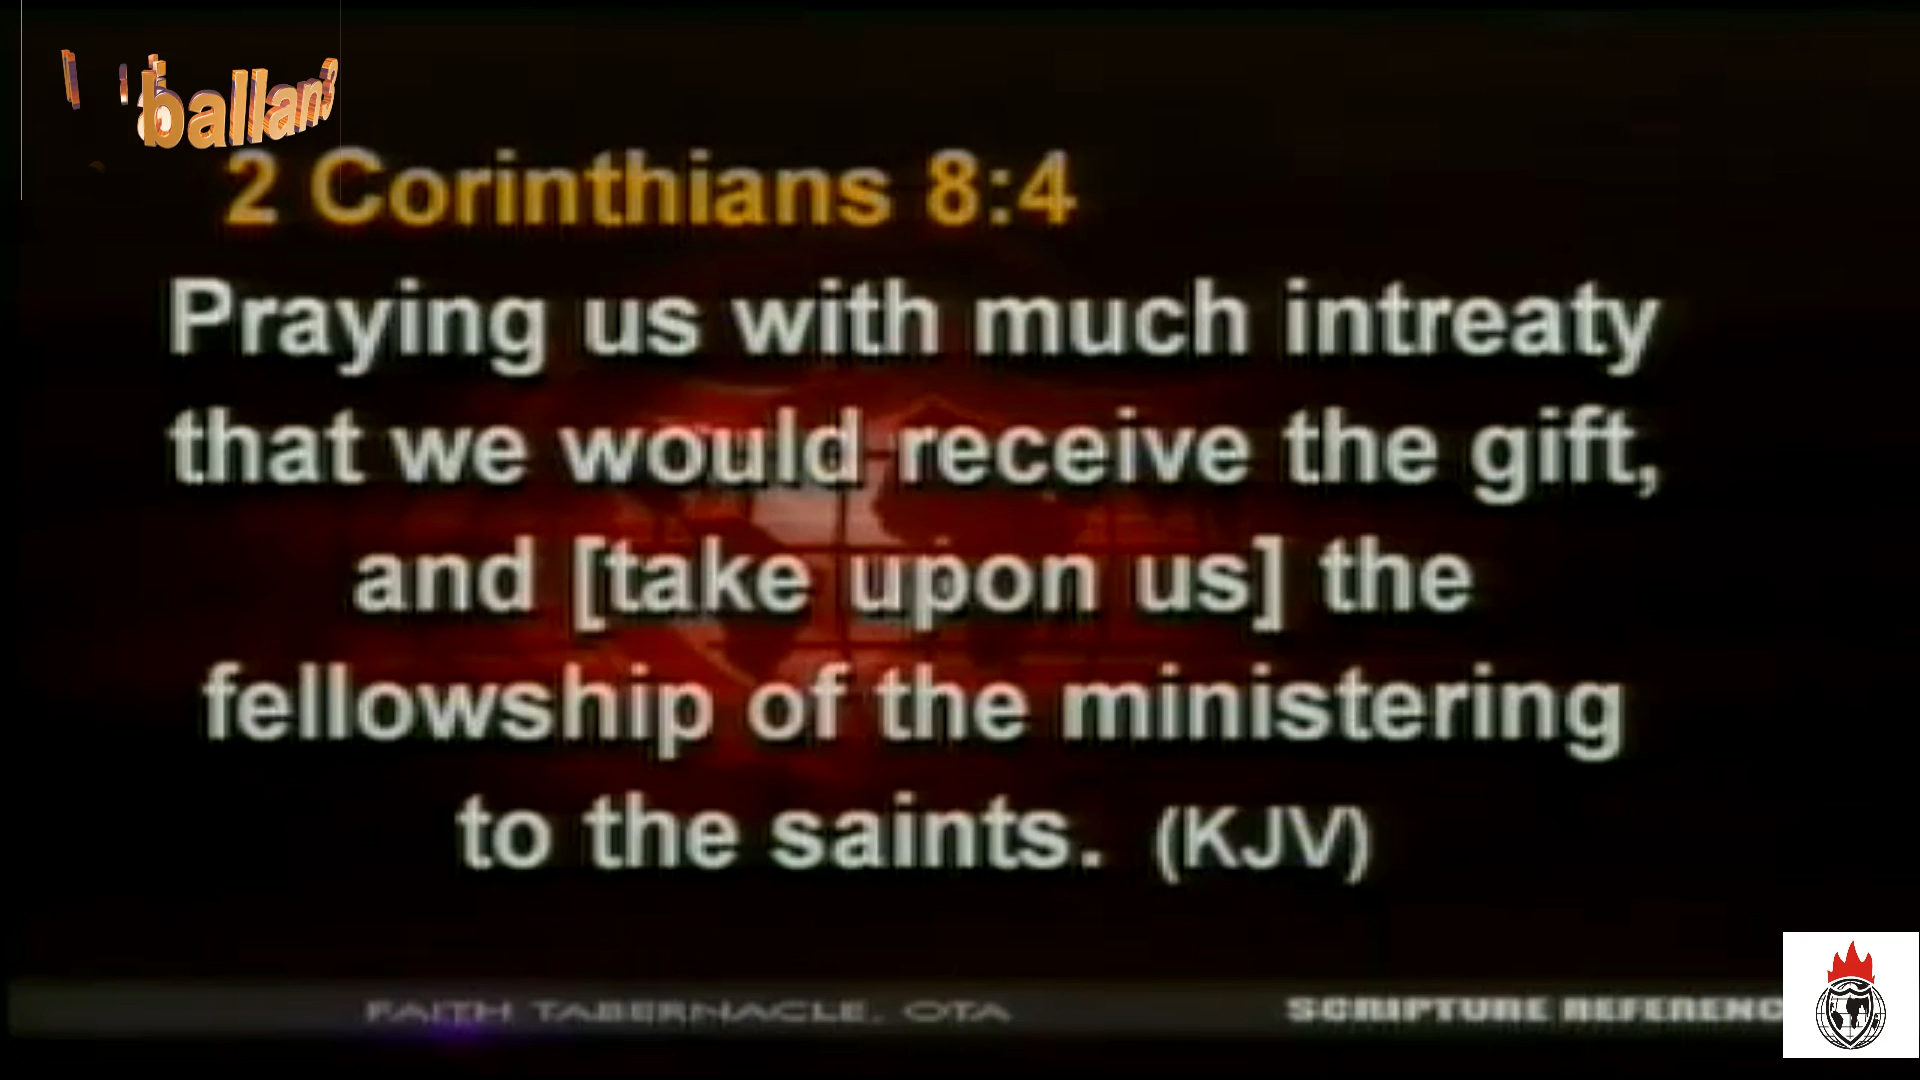 2 Corinthians 8:4
Praying us with much intreaty
that we would receive the gift,
and [take upon us] the
fellowship of the ministering
to the saints. (KJV)
FAITH TABERNACLE, OTA
SCRIPTURE REFERENC